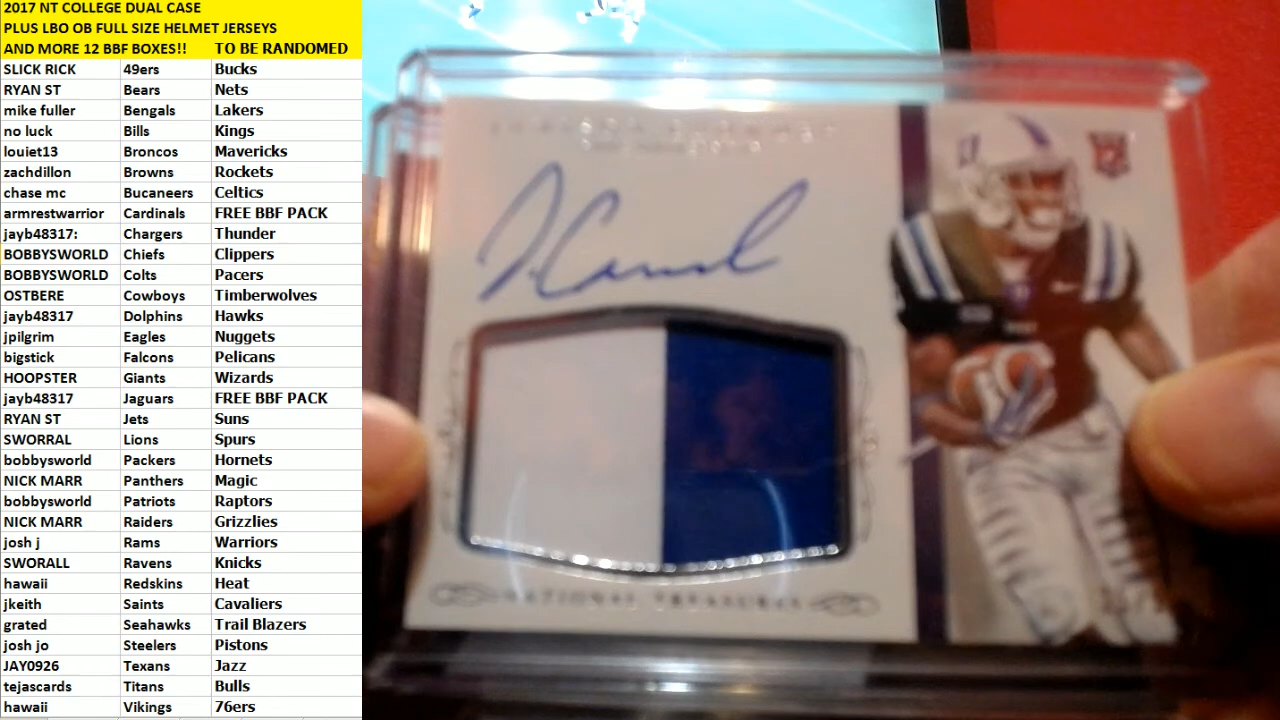 2017 NT COLLEGE DUAL CASE
PLUS LBO OB FULL SIZE HELMET JERSEYS
AND MORE 12 BBF BOXES!! TO BE RANDOMED
SLICK RICK 49ers Bucks
RYAN ST Bears Nets
mike fuller Bengals Lakers
no luck Bills Kings
louiet13 Broncos Mavericks
zachdillon Browns Rockets
chase mc Bucaneers Celtics
armrestwarrior Cardinals FREE BBF PACK
jayb48317: Chargers Thunder
BOBBYSWORLD Chiefs Clippers
BOBBYSWORLD Colts Pacers
OSTBERE Cowboys Timberwolves
jayb48317 Dolphins Hawks
jpilgrim Eagles Nuggets
bigstick Falcons Pelicans
HOOPSTER Giants Wizards
jayb48317 Jaguars FREE BBF PACK
RYAN ST Jets Suns
SWORRAL Lions Spurs
bobbysworld Packers Hornets
NICK MARR Panthers Magic
bobbysworld Patriots Raptors
NICK MARR Raiders Grizzlies
josh j Rams Warriors
SWORALL Ravens Knicks
hawaii Redskins Heat
jkeith Saints Cavaliers
grated Seahawks Trail Blazers
josh jo Steelers Pistons
JAY0926 Texans Jazz
tejascards Titans Bulls
hawaii Vikings 76ers
NATIONAL TREASURES